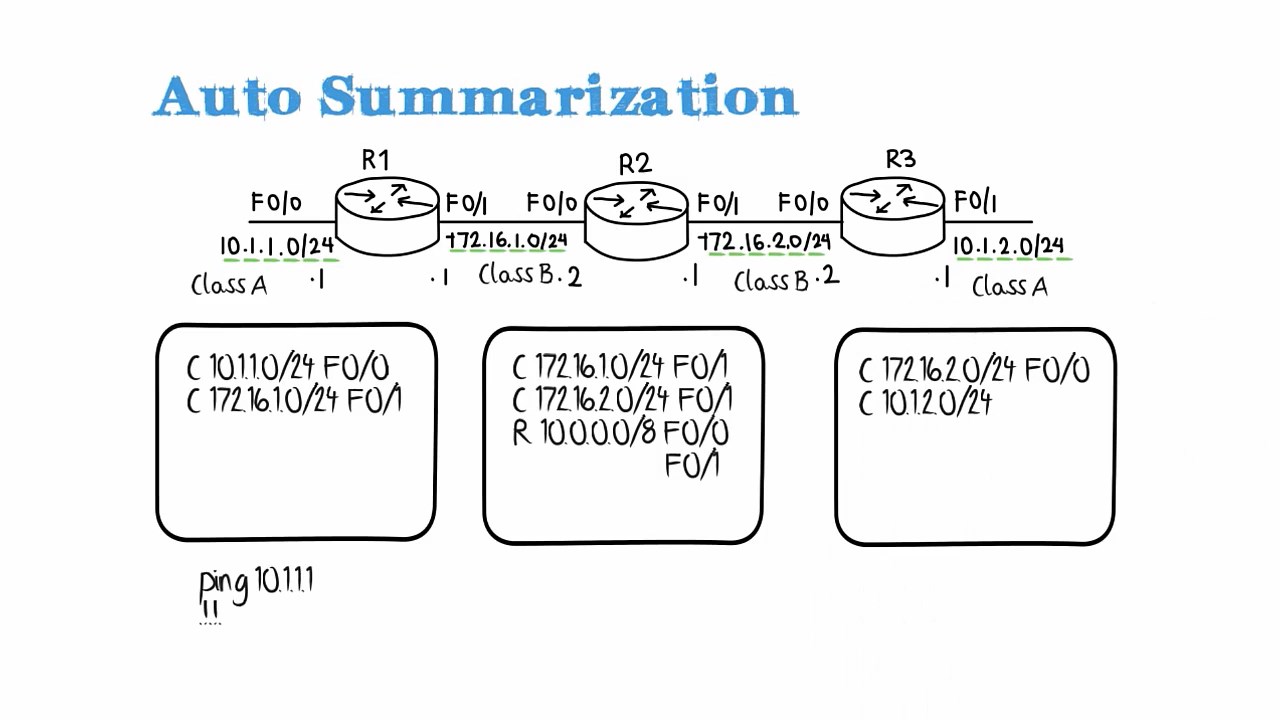 Auto Summarization
R1 R2 R3
F0/0 F0/1 F0/0 F0/1 F0/0 F0/1
10.1.1.0/24 172.16.1.0/24 172.16.2.0/24 10.1.2.0/24
Class A .1 .1 Class B .2 .1 Class B .2 .1 Class A
C 10.1.1.0/24 F0/0
C 172.16.1.0/24 F0/1
C 172.16.1.0/24 F0/1
C 172.16.2.0/24 F0/1
R 10.0.0.0/8 F0/0
F0/1
C 172.16.2.0/24 F0/0
C 10.1.2.0/24
ping 10.1.1.1
!!